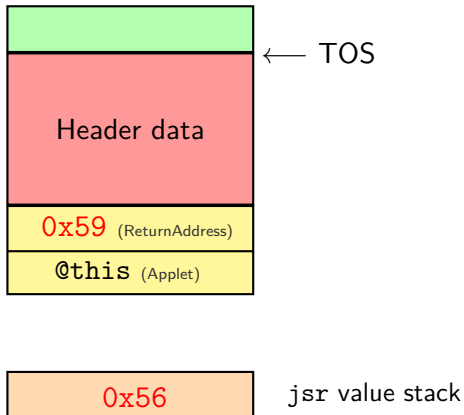 TOS
Header data
0x59 (ReturnAddress)
@this (Applet)
0x56
jsr value stack